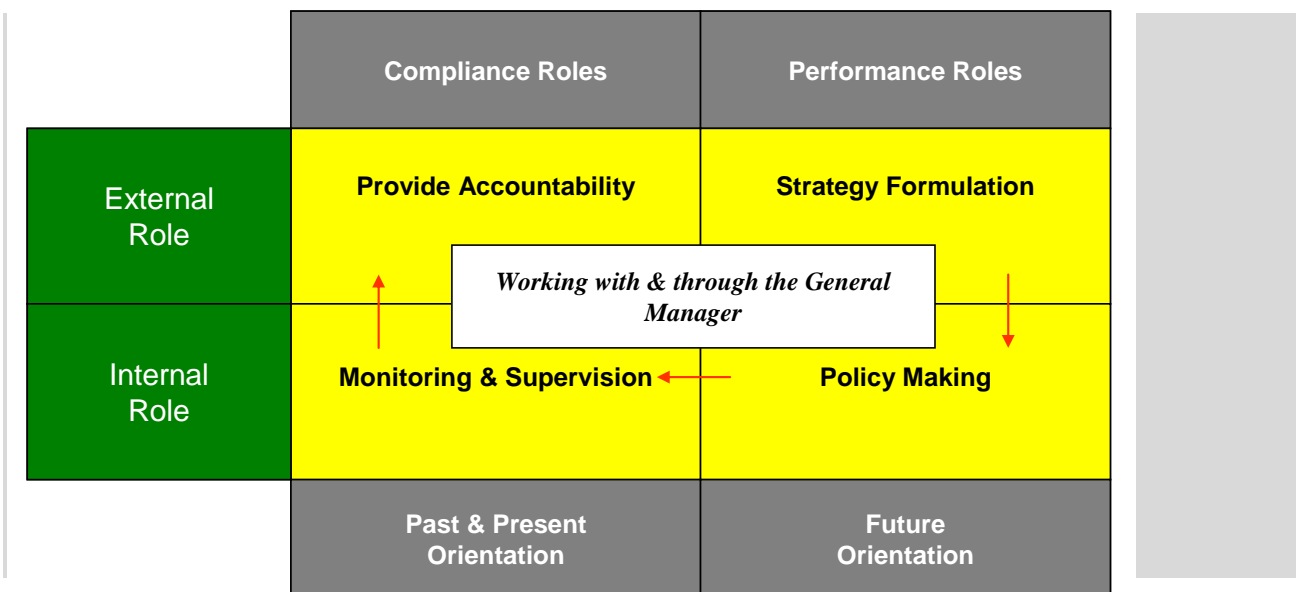 Compliance Roles
Performance Roles
External
Role
Provide Accountability
Strategy Formulation
Working with & through the General
Manager
Internal
Role
Monitoring & Supervision
Policy Making
Past & Present
Orientation
Future
Orientation